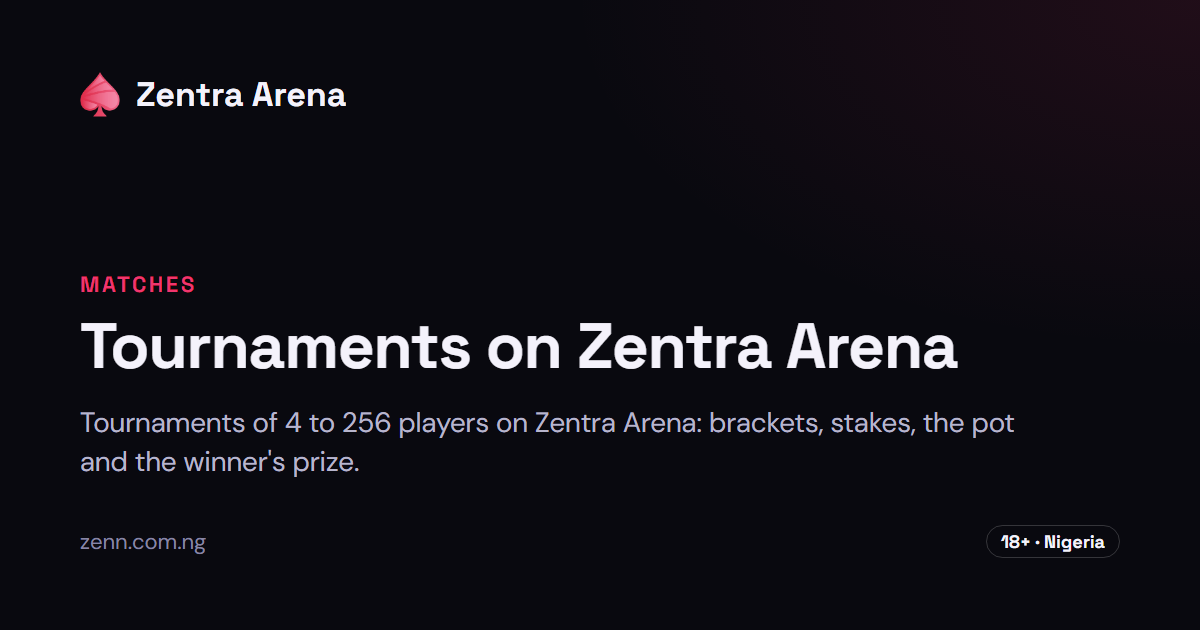 Zentra Arena
MATCHES
Tournaments on Zentra Arena
Tournaments of 4 to 256 players on Zentra Arena: brackets, stakes, the pot
and the winner's prize.
zenn.com.ng
18+ · Nigeria